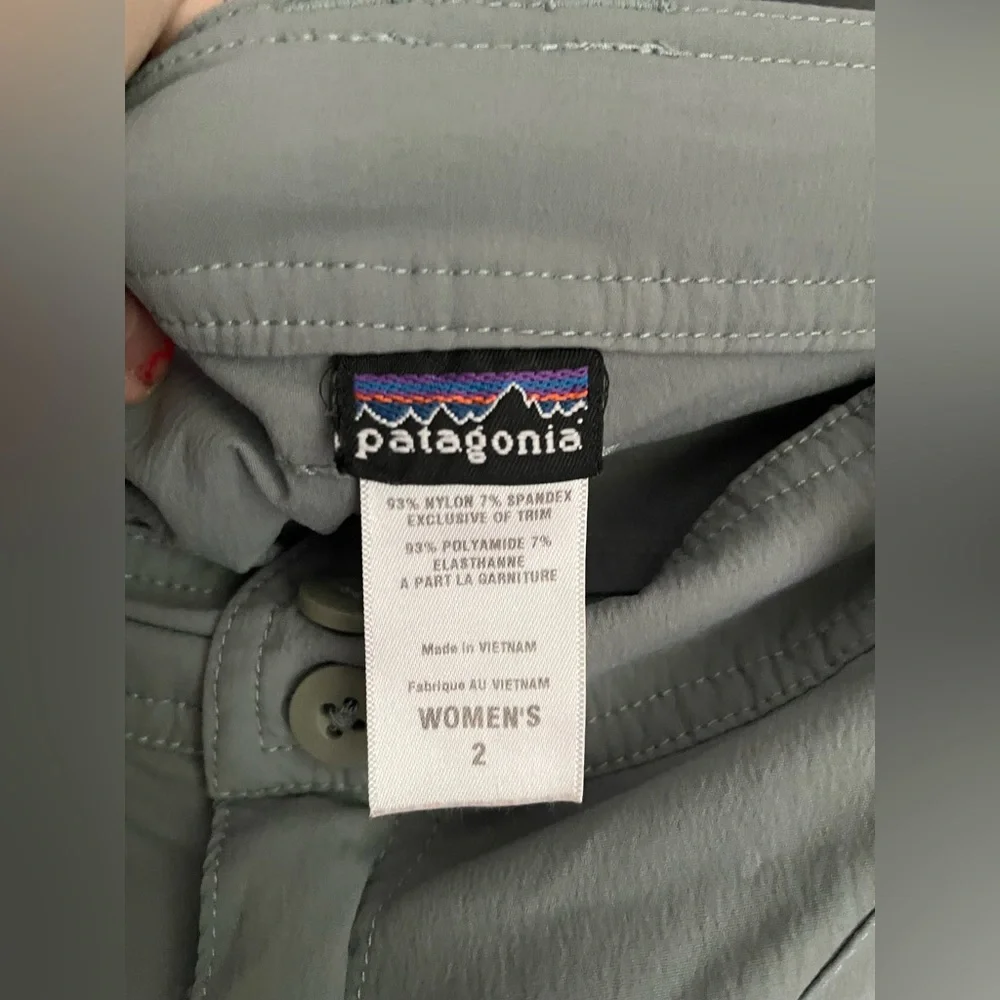 patagonia
93% NYLON 7% SPANDEX
EXCLUSIVE OF TRIM
93% POLYAMIDE 7%
ELASTHANNE
A PART LA GARNITURE
Made in VIETNAM
Fabrique AU VIETNAM
WOMEN'S
2